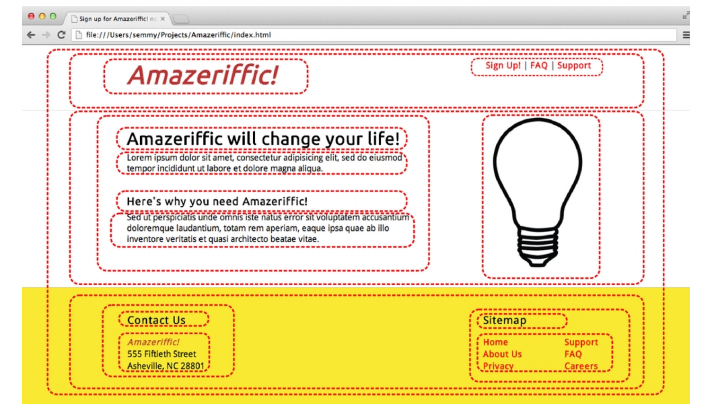 Sign up for Amazeriffic! no
file:///Users/semmy/Projects/Amazeriffic/index.html
Amazeriffic!
Sign Up! | FAQ | Support
Amazeriffic will change your life!
Lorem ipsum dolor sit amet, consectetur adipisicing elit, sed do eiusmod
tempor incididunt ut labore et dolore magna aliqua.
Here's why you need Amazeriffic!
Sed ut perspiciatis unde omnis iste natus error sit voluptatem accusantium
doloremque laudantium, totam rem aperiam, eaque ipsa quae ab illo
inventore veritatis et quasi architecto beatae vitae.
Contact Us
Amazeriffic!
555 Fiftieth Street
Asheville, NC 28801
Sitemap
Home Support
About Us FAQ
Privacy Careers